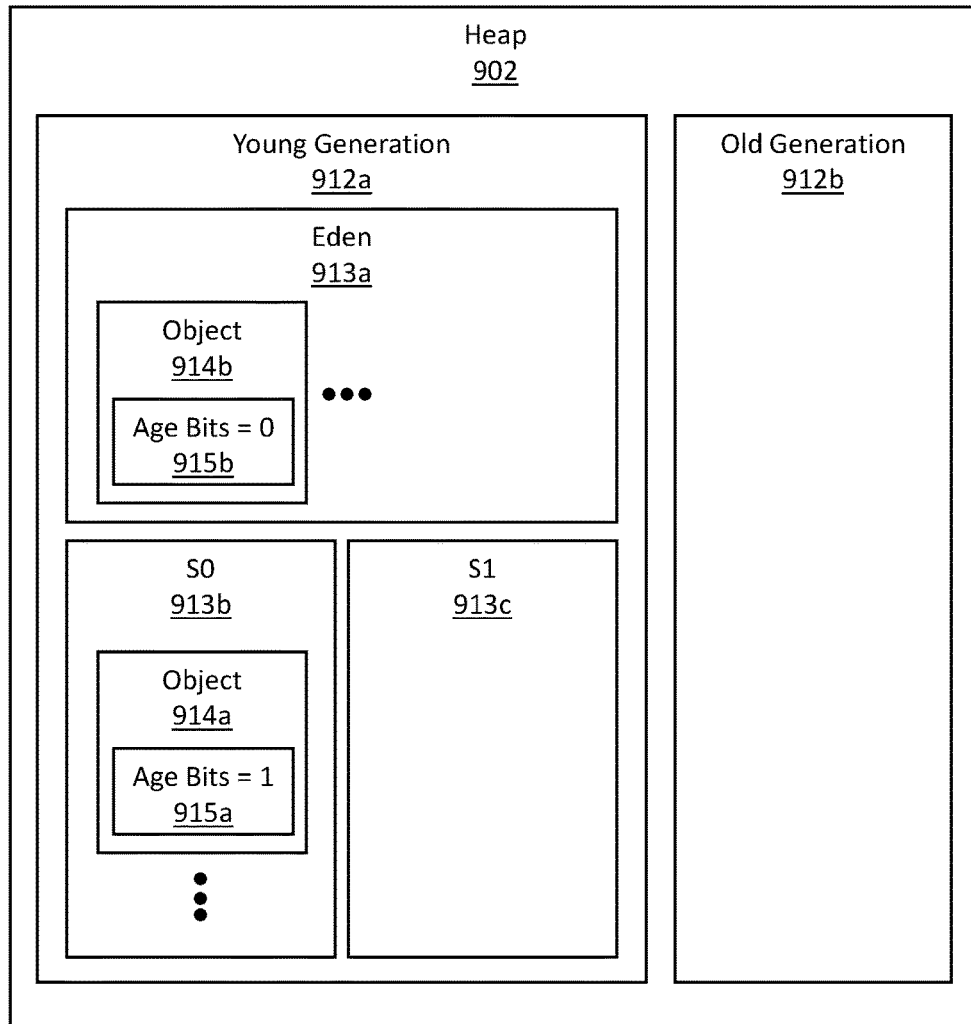 Heap
902
Young Generation
912a
Old Generation
912b
Eden
913a
Object
914b
Age Bits = 0
915b
S0
913b
S1
913c
Object
914a
Age Bits = 1
915a